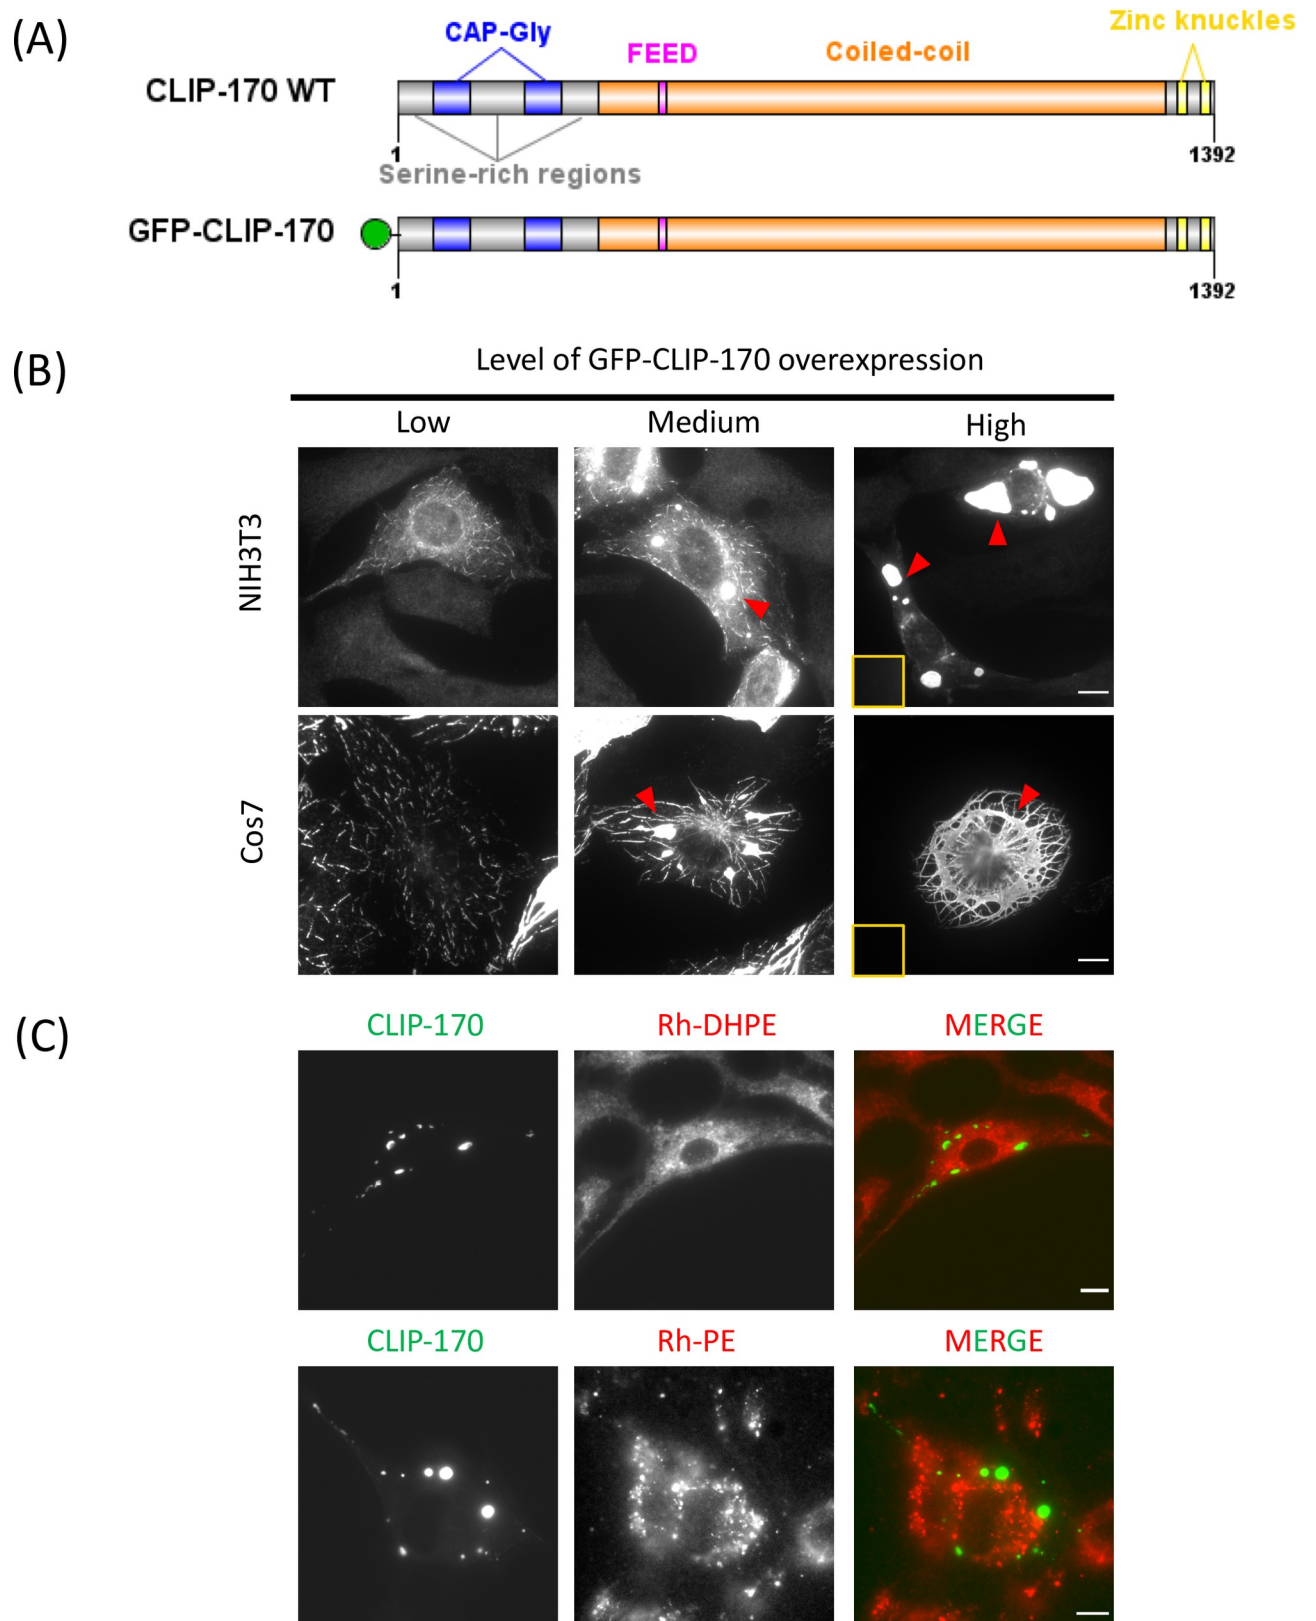 (A)
CAP-Gly
FEED
Coiled-coil
Zinc knuckles
CLIP-170 WT
1
1392
Serine-rich regions
GFP-CLIP-170
1
1392
(B)
Level of GFP-CLIP-170 overexpression
Low
Medium
High
NIH3T3
Cos7
(C)
CLIP-170
Rh-DHPE
MERGE
CLIP-170
Rh-PE
MERGE